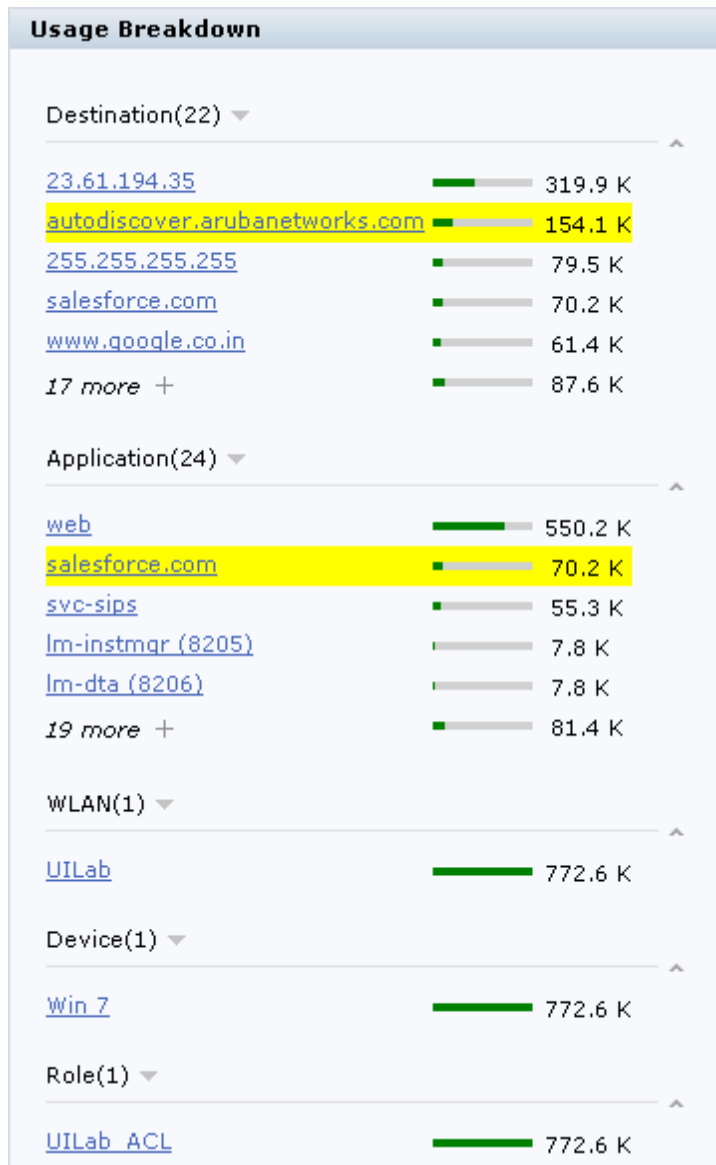 Usage Breakdown
Destination(22)
23.61.194.35 319.9 K
autodiscover.arubanetworks.com 154.1 K
255.255.255.255 79.5 K
salesforce.com 70.2 K
www.google.co.in 61.4 K
17 more + 87.6 K
Application(24)
web 550.2 K
salesforce.com 70.2 K
svc-sips 55.3 K
lm-instmgr (8205) 7.8 K
lm-dta (8206) 7.8 K
19 more + 81.4 K
WLAN(1)
UILab 772.6 K
Device(1)
Win 7 772.6 K
Role(1)
UILab_ACL 772.6 K